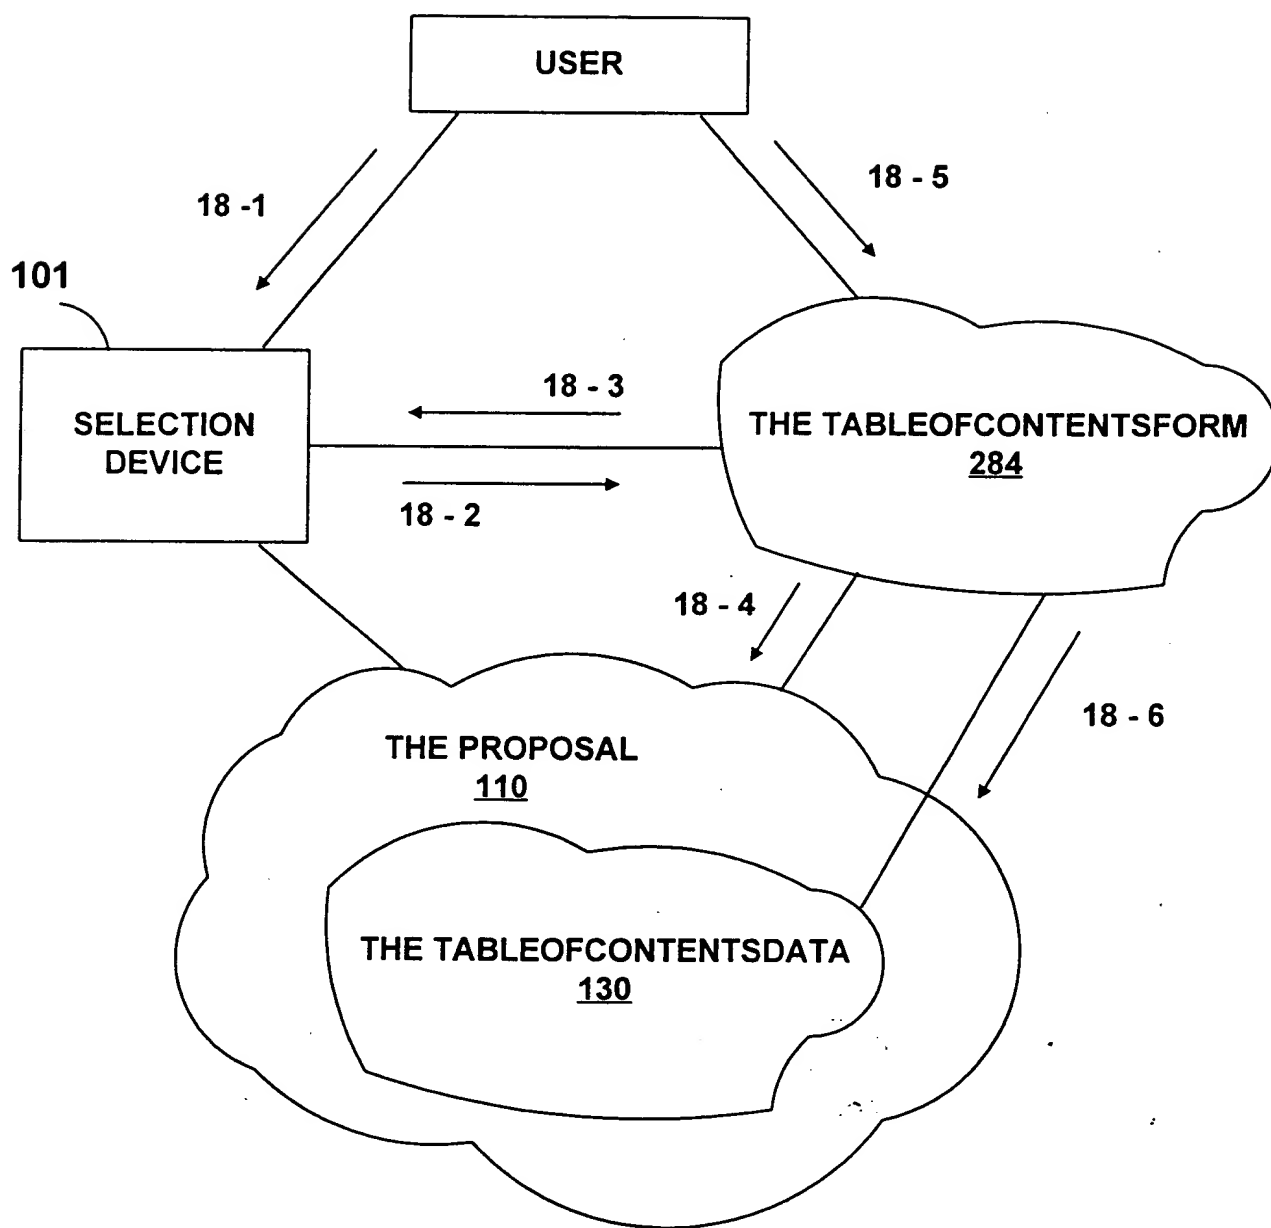 USER
18 -1
18 - 5
101
18 - 3
SELECTION
DEVICE
THE TABLEOFCONTENTSFORM
284
18 - 2
18 - 4
18 - 6
THE PROPOSAL
110
THE TABLEOFCONTENTSDATA
130